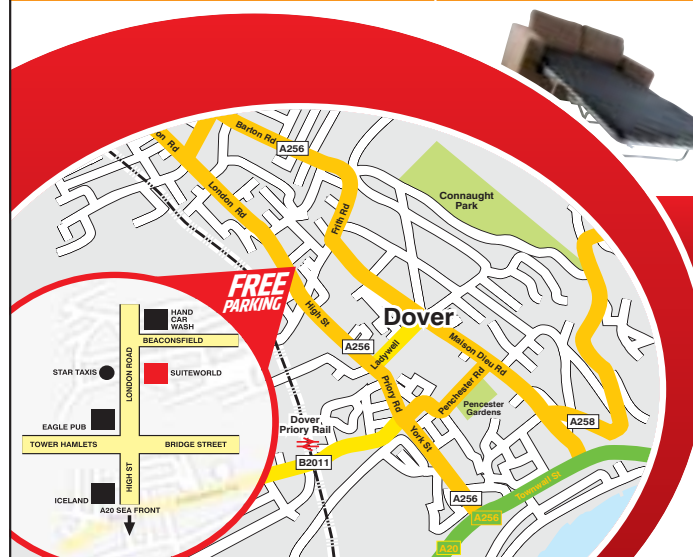 on Rd
Barton Rd
A256
London Rd
Frith Rd
Connaught
Park
FREE
PARKING
High St
Dover
A256
Ladywell
Maison Dieu Rd
Priory Rd
Penchester Rd
Pencester
Gardens
York St
A258
Dover
Priory Rail
B2011
Townwall St
A256
A256
A20
HAND
CAR
WASH
BEACONSFIELD
LONDON ROAD
STAR TAXIS
SUITEWORLD
EAGLE PUB
TOWER HAMLETS
BRIDGE STREET
HIGH ST
ICELAND
A20 SEA FRONT